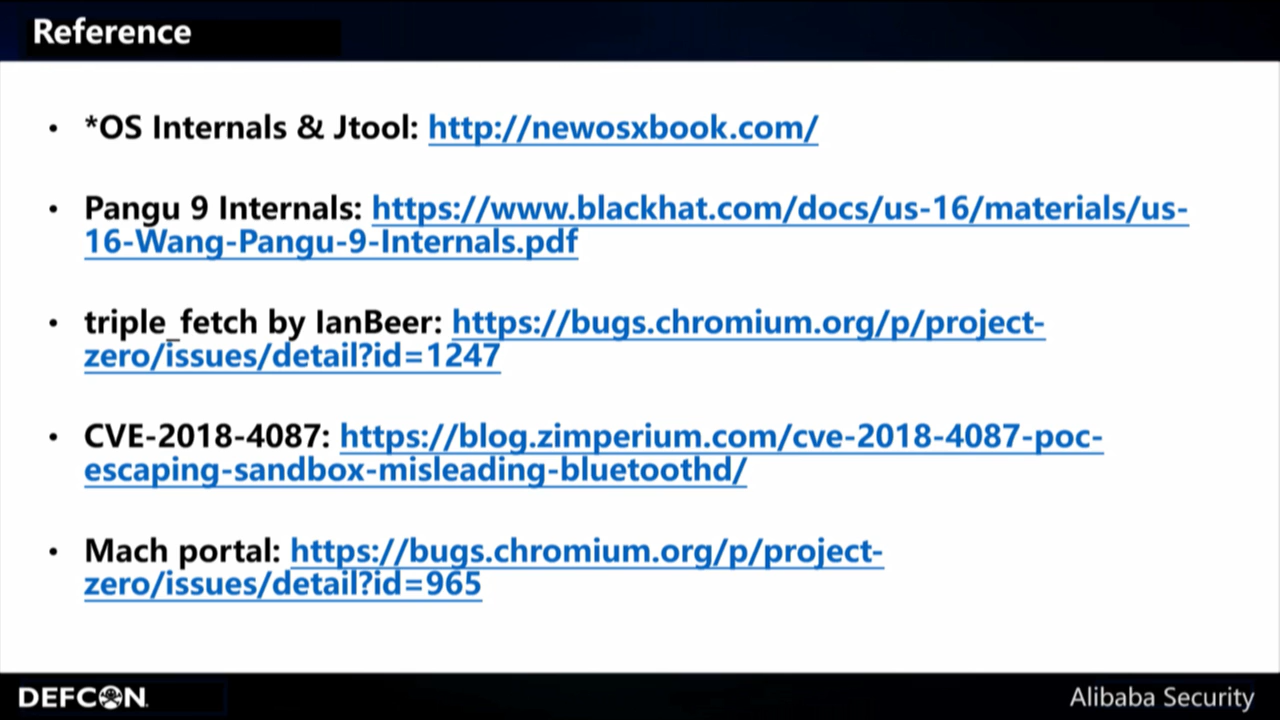 Reference
• *OS Internals & Jtool: http://newosxbook.com/
• Pangu 9 Internals: https://www.blackhat.com/docs/us-16/materials/us-
16-Wang-Pangu-9-Internals.pdf
• triple_fetch by IanBeer: https://bugs.chromium.org/p/project-
zero/issues/detail?id=1247
• CVE-2018-4087: https://blog.zimperium.com/cve-2018-4087-poc-
escaping-sandbox-misleading-bluetoothd/
• Mach portal: https://bugs.chromium.org/p/project-
zero/issues/detail?id=965
DEFCON
Alibaba Security